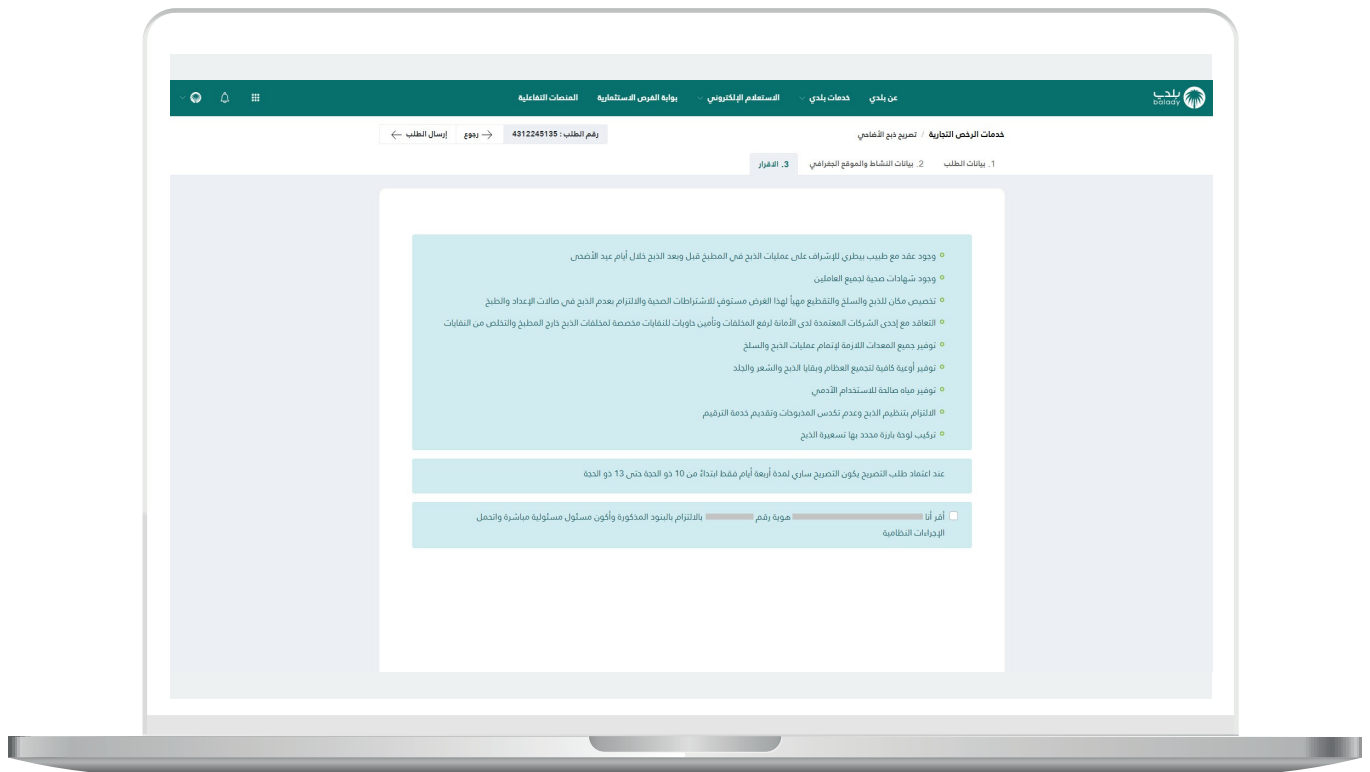 بلدي
balady
عن بلدي
خدمات بلدي
الاستعلام الإلكتروني
بوابة الفرص الاستثمارية
المنصات التفاعلية
خدمات الرخص التجارية / تصريح ذبح الأضاحي
رقم الطلب : 4312245135
رجوع
إرسال الطلب
1. بيانات الطلب
2. بيانات النشاط والموقع الجغرافي
3. الاقرار
وجود عقد مع طبيب بيطري للإشراف على عمليات الذبح في المطبخ قبل وبعد الذبح خلال أيام عيد الأضحى
وجود شهادات صحية لجميع العاملين
تخصيص مكان للذبح والسلخ والتقطيع مهيأ لهذا الغرض مستوفٍ للاشتراطات الصحية والالتزام بعدم الذبح في صالات الإعداد والطبخ
التعاقد مع إحدى الشركات المعتمدة لدى الأمانة لرفع المخلفات وتأمين حاويات للنفايات مخصصة لمخلفات الذبح خارج المطبخ والتخلص من النفايات
توفير جميع المعدات اللازمة لإتمام عمليات الذبح والسلخ
توفير أوعية كافية لتجميع العظام وبقايا الذبح والشعر والجلد
توفير مياه صالحة للاستخدام الآدمي
الالتزام بتنظيم الذبح وعدم تكدس المذبوحات وتقديم خدمة الترقيم
تركيب لوحة بارزة محدد بها تسعيرة الذبح
عند اعتماد طلب التصريح يكون التصريح ساري لمدة أربعة أيام فقط ابتداءً من 10 ذو الحجة حتى 13 ذو الحجة
أقر أنا هوية رقم بالالتزام بالبنود المذكورة وأكون مسئول مسئولية مباشرة واتحمل
الإجراءات النظامية